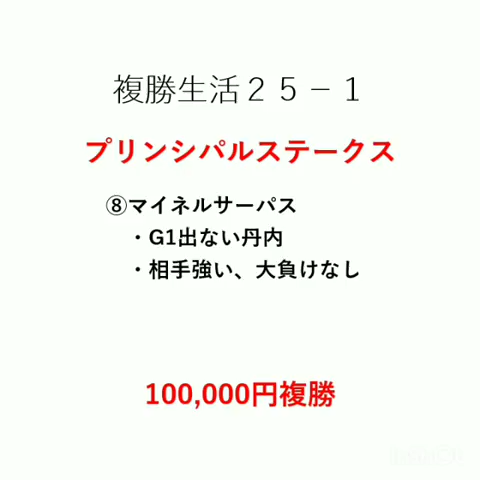 複勝生活２５－１
プリンシパルステークス
⑧マイネルサーパス
・G1出ない丹内
・相手強い、大負けなし
100,000円複勝